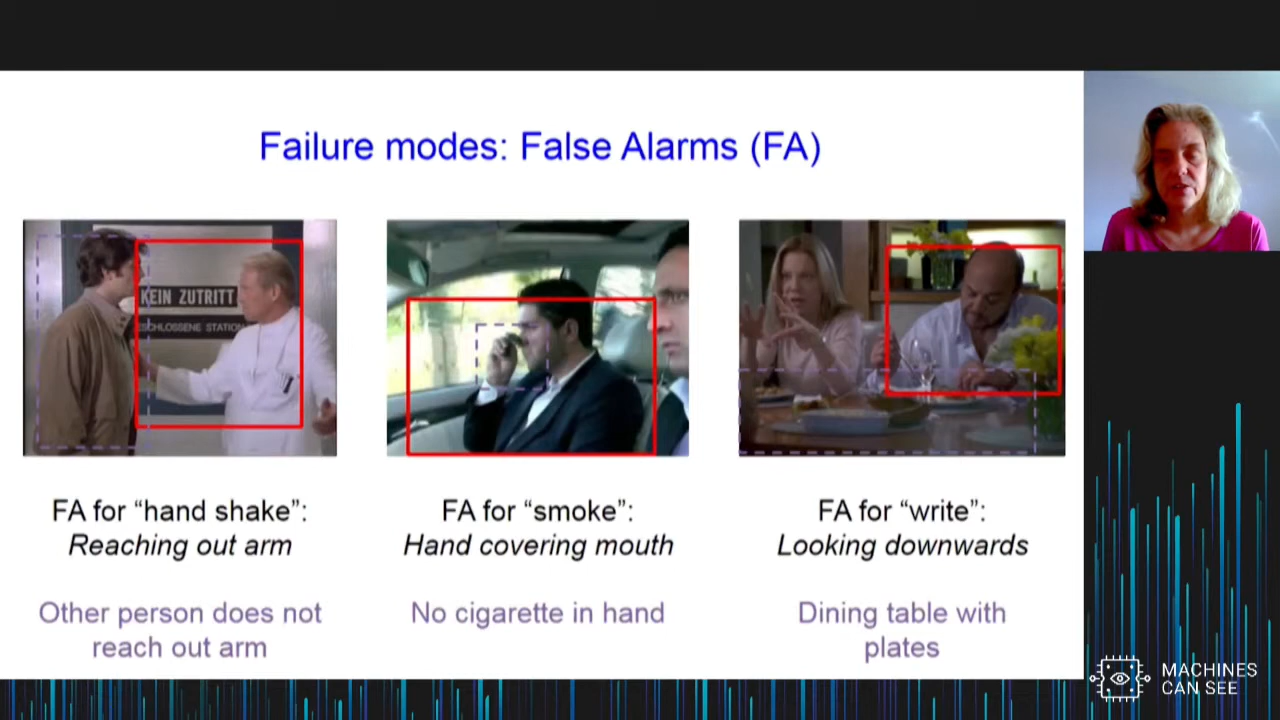 Failure modes: False Alarms (FA)
KEIN ZUTRITT
SCHLOSSENE STATION
FA for “hand shake”:
Reaching out arm
Other person does not
reach out arm
FA for “smoke”:
Hand covering mouth
No cigarette in hand
FA for “write”:
Looking downwards
Dining table with
plates
MACHINES
CAN SEE